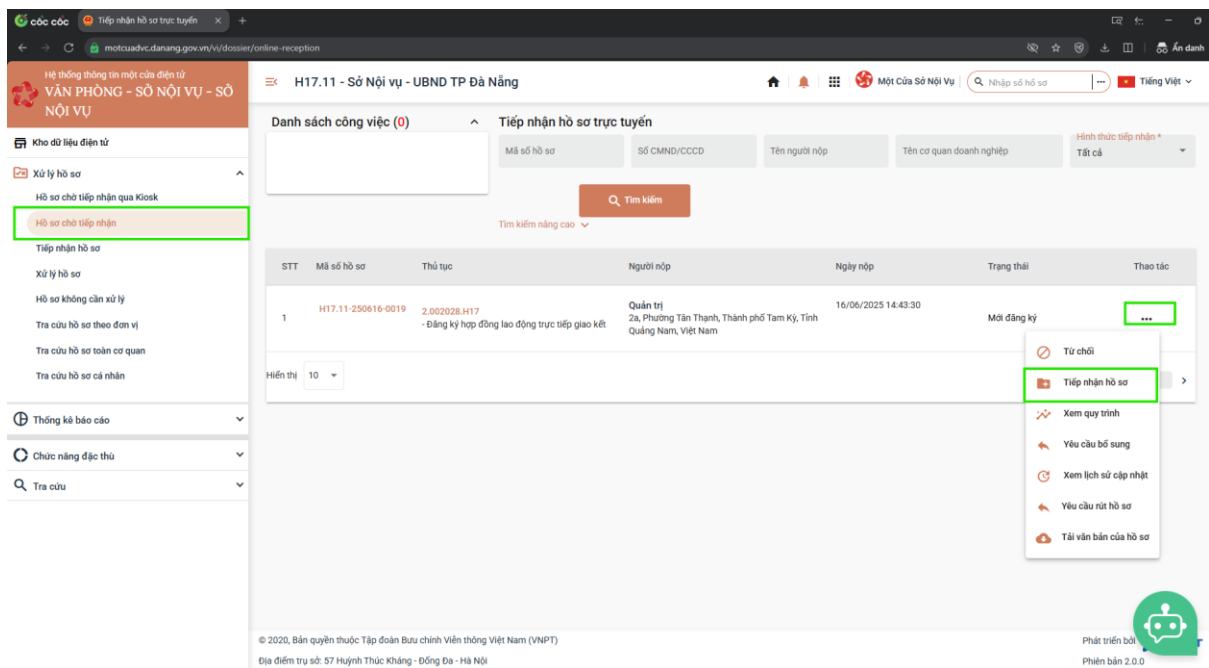 cốc cốc
Tiếp nhận hồ sơ trực tuyến
motcuadvc.danang.gov.vn/vi/dossier/online-reception
Ẩn danh
Hệ thống thông tin một cửa điện tử
VĂN PHÒNG - SỞ NỘI VỤ - SỞ
NỘI VỤ
H17.11 - Sở Nội vụ - UBND TP Đà Nẵng
Một Cửa Sở Nội Vụ
Nhập số hồ sơ
Tiếng Việt
Kho dữ liệu điện tử
Xử lý hồ sơ
Hồ sơ chờ tiếp nhận qua Kiosk
Hồ sơ chờ tiếp nhận
Tiếp nhận hồ sơ
Xử lý hồ sơ
Hồ sơ không cần xử lý
Tra cứu hồ sơ theo đơn vị
Tra cứu hồ sơ toàn cơ quan
Tra cứu hồ sơ cá nhân
Thống kê báo cáo
Chức năng đặc thù
Tra cứu
Danh sách công việc (0)
Tiếp nhận hồ sơ trực tuyến
Mã số hồ sơ
Số CMND/CCCD
Tên người nộp
Tên cơ quan doanh nghiệp
Hình thức tiếp nhận *
Tất cả
Tìm kiếm
Tìm kiếm nâng cao
STT Mã số hồ sơ Thủ tục Người nộp Ngày nộp Trạng thái Thao tác
1
H17.11-250616-0019
2.002028.H17
- Đăng ký hợp đồng lao động trực tiếp giao kết
Quản trị
2a, Phường Tân Thạnh, Thành phố Tam Kỳ, Tỉnh
Quảng Nam, Việt Nam
16/06/2025 14:43:30
Mới đăng ký
Hiển thị 10
Từ chối
Tiếp nhận hồ sơ
Xem quy trình
Yêu cầu bổ sung
Xem lịch sử cập nhật
Yêu cầu rút hồ sơ
Tải văn bản của hồ sơ
© 2020, Bản quyền thuộc Tập đoàn Bưu chính Viễn thông Việt Nam (VNPT)
Địa điểm trụ sở: 57 Huỳnh Thúc Kháng - Đống Đa - Hà Nội
Phát triển bởi
Phiên bản 2.0.0